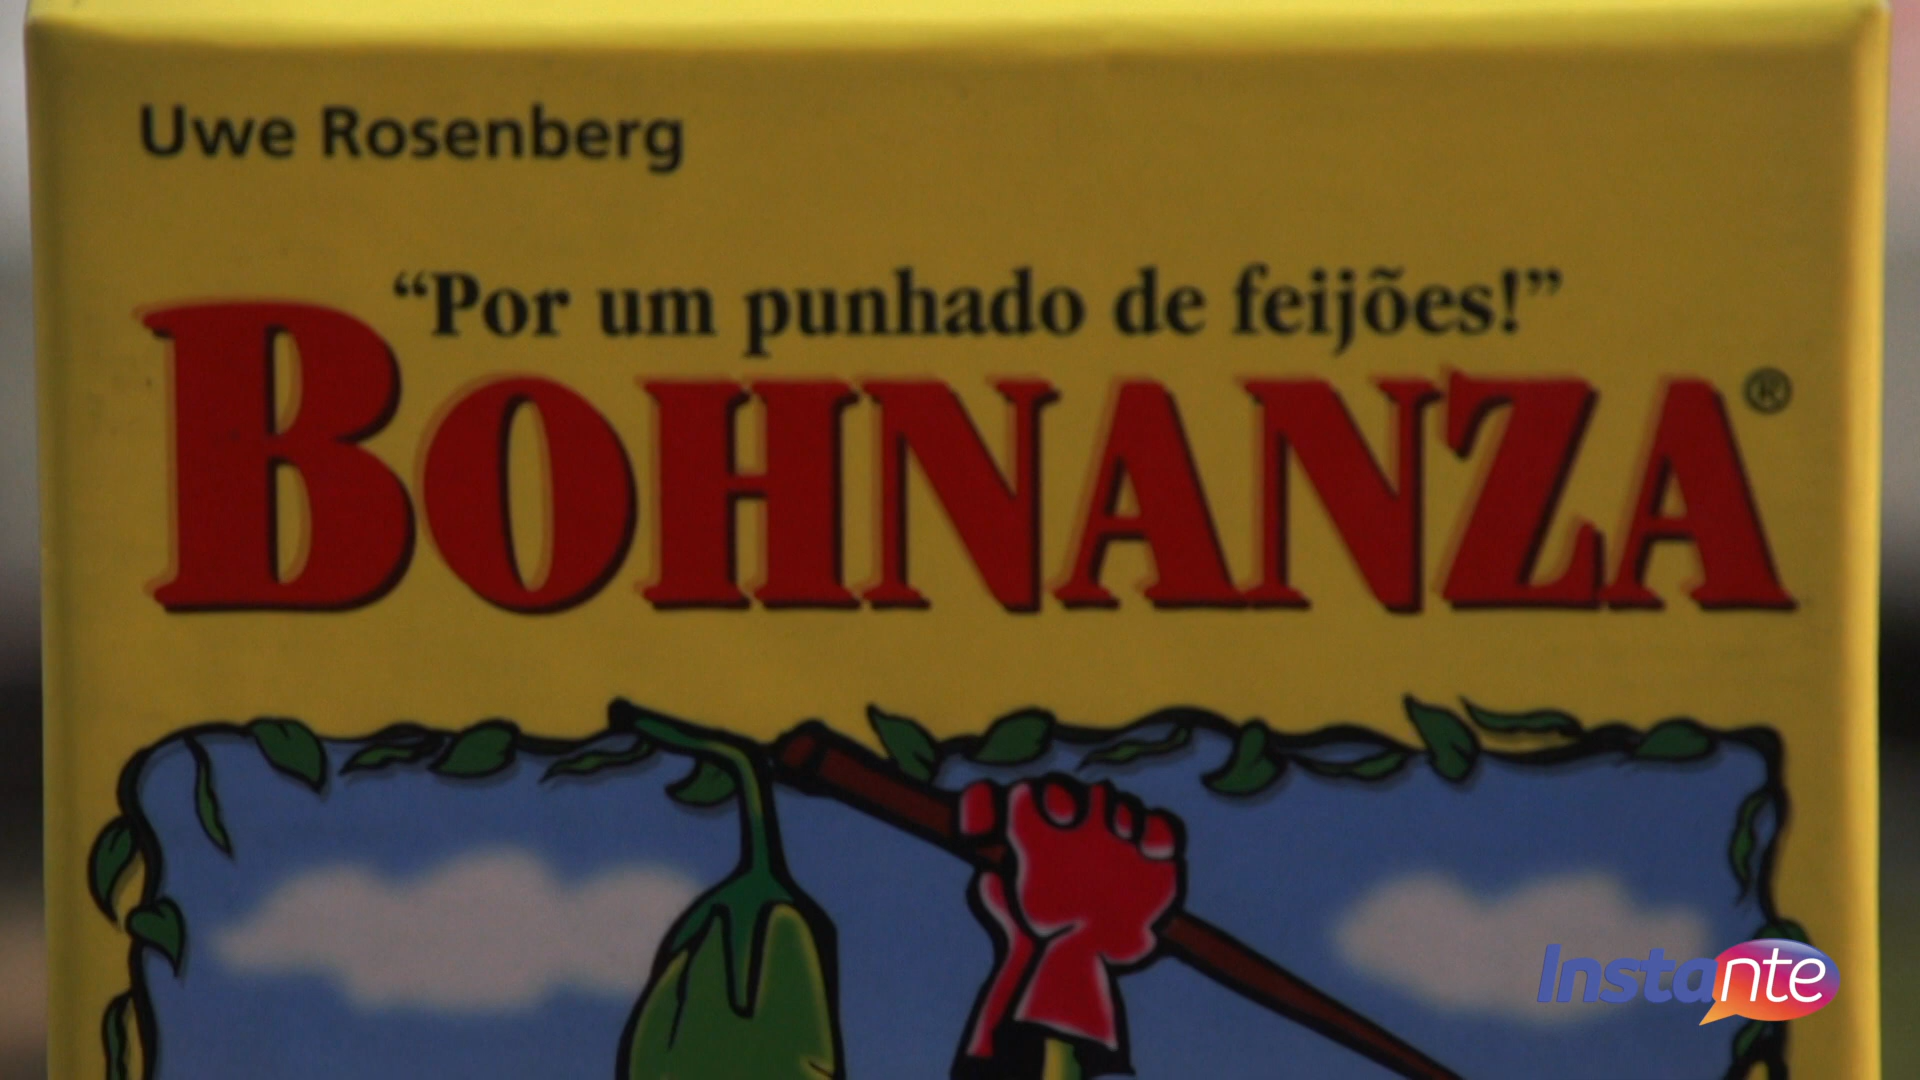 Uwe Rosenberg
“Por um punhado de feijões!”
BOHNANZA®
Instante